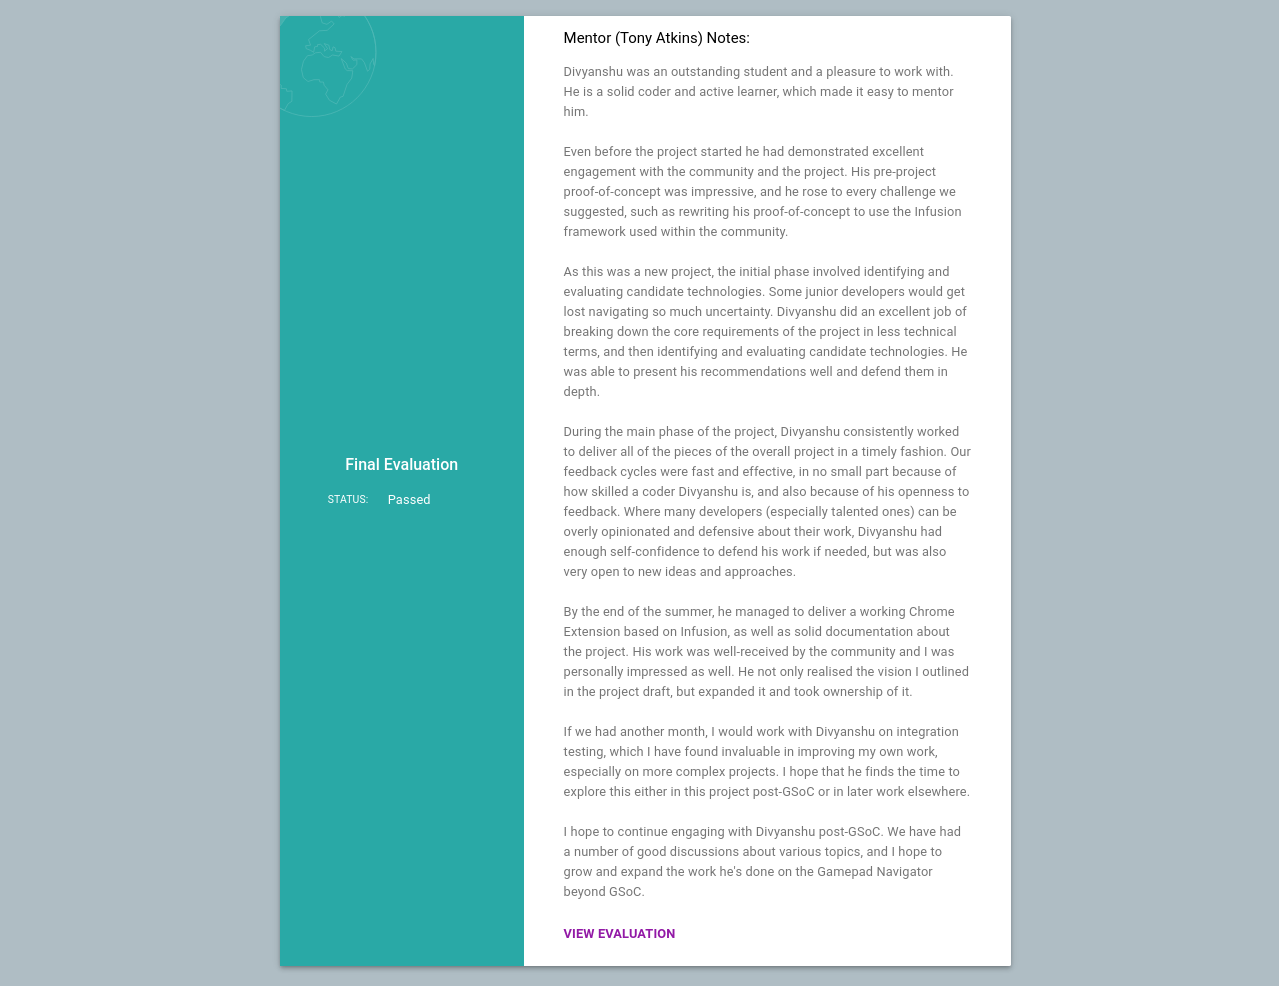 Mentor (Tony Atkins) Notes:
Divyanshu was an outstanding student and a pleasure to work with.
He is a solid coder and active learner, which made it easy to mentor
him.
Even before the project started he had demonstrated excellent
engagement with the community and the project. His pre-project
proof-of-concept was impressive, and he rose to every challenge we
suggested, such as rewriting his proof-of-concept to use the Infusion
framework used within the community.
As this was a new project, the initial phase involved identifying and
evaluating candidate technologies. Some junior developers would get
lost navigating so much uncertainty. Divyanshu did an excellent job of
breaking down the core requirements of the project in less technical
terms, and then identifying and evaluating candidate technologies. He
was able to present his recommendations well and defend them in
depth.
During the main phase of the project, Divyanshu consistently worked
to deliver all of the pieces of the overall project in a timely fashion. Our
feedback cycles were fast and effective, in no small part because of
how skilled a coder Divyanshu is, and also because of his openness to
feedback. Where many developers (especially talented ones) can be
overly opinionated and defensive about their work, Divyanshu had
enough self-confidence to defend his work if needed, but was also
very open to new ideas and approaches.
By the end of the summer, he managed to deliver a working Chrome
Extension based on Infusion, as well as solid documentation about
the project. His work was well-received by the community and I was
personally impressed as well. He not only realised the vision I outlined
in the project draft, but expanded it and took ownership of it.
If we had another month, I would work with Divyanshu on integration
testing, which I have found invaluable in improving my own work,
especially on more complex projects. I hope that he finds the time to
explore this either in this project post-GSoC or in later work elsewhere.
I hope to continue engaging with Divyanshu post-GSoC. We have had
a number of good discussions about various topics, and I hope to
grow and expand the work he's done on the Gamepad Navigator
beyond GSoC.
VIEW EVALUATION
Final Evaluation
STATUS: Passed